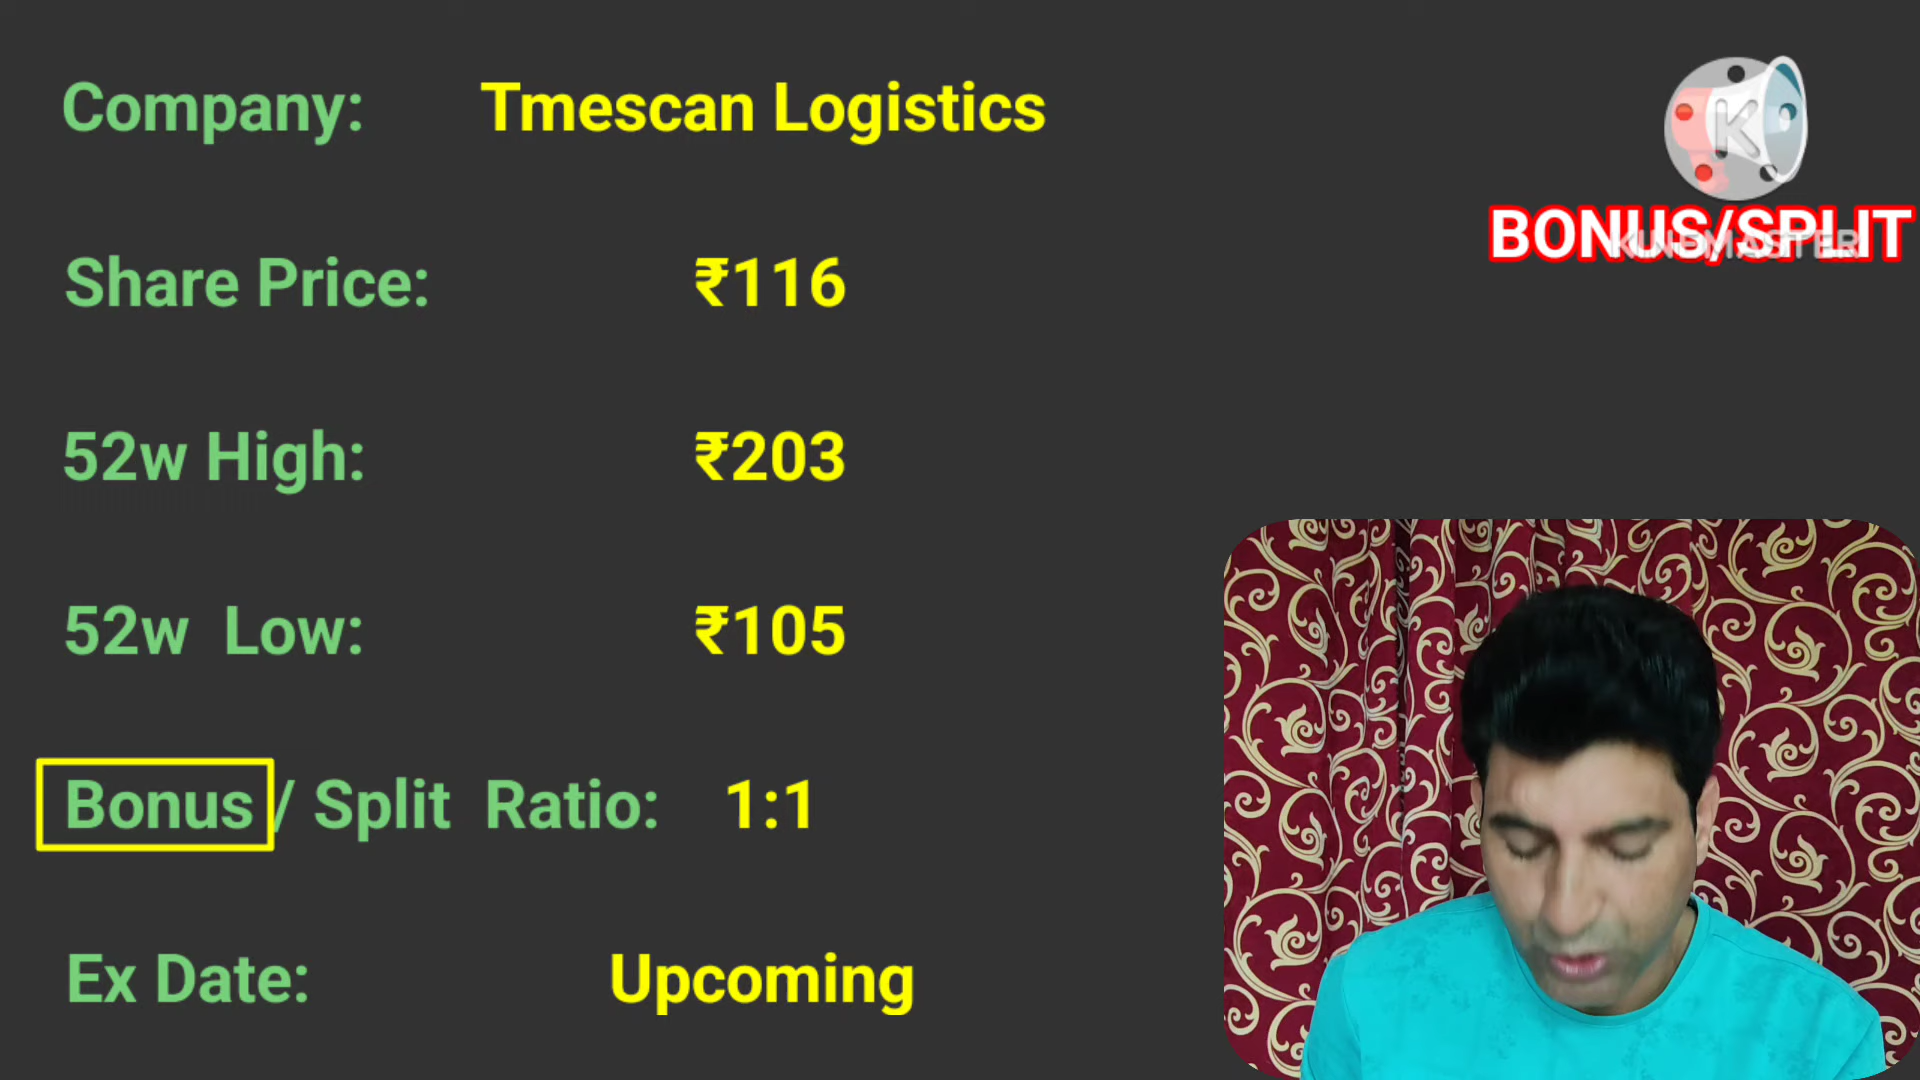 Company: Tmescan Logistics
BONUS/SPLIT
KINEMASTER
Share Price: ₹116
52w High: ₹203
52w Low: ₹105
Bonus / Split Ratio: 1:1
Ex Date: Upcoming